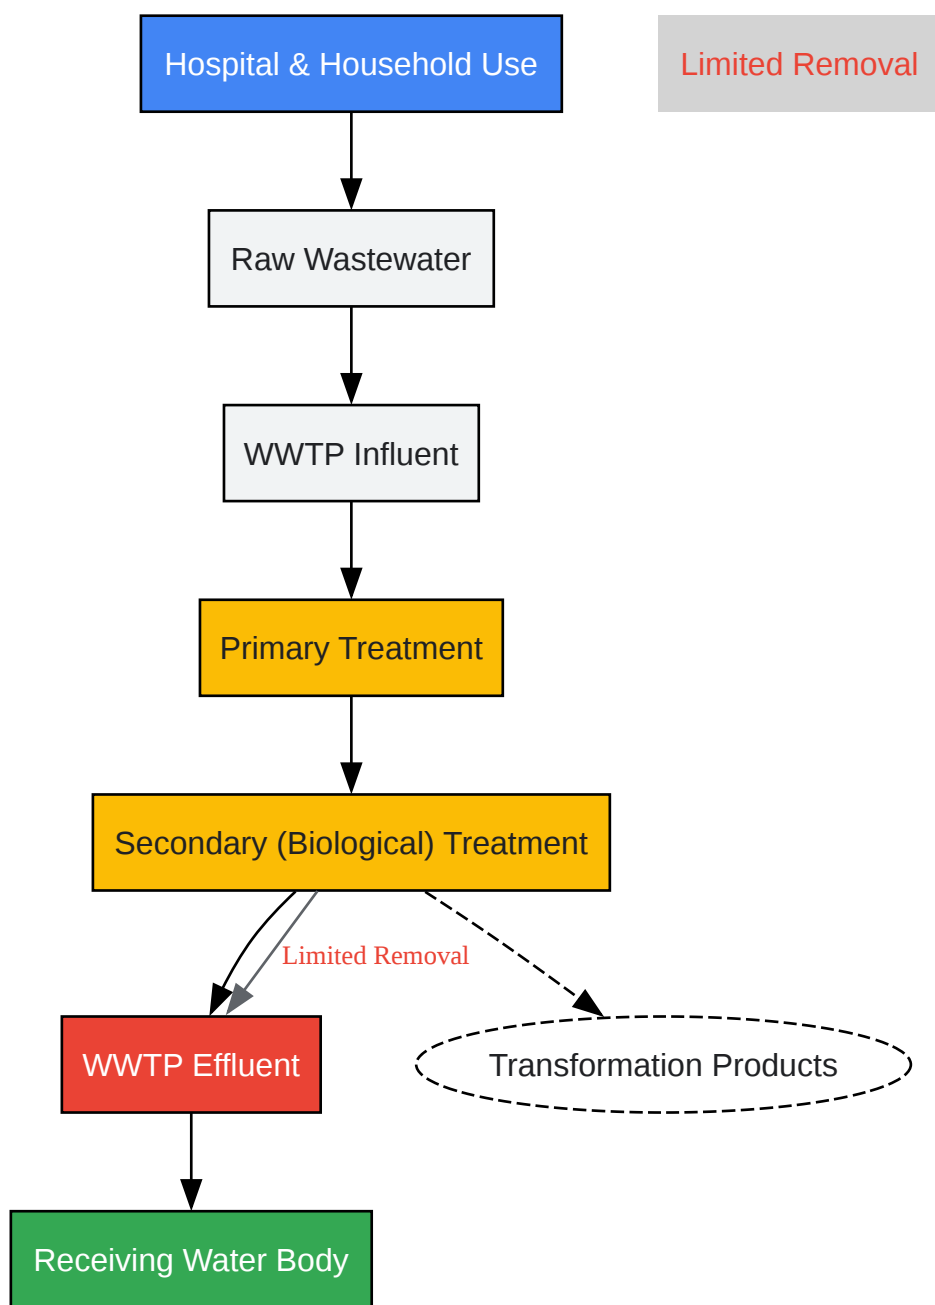 Hospital & Household Use
Limited Removal
Raw Wastewater
WWTP Influent
Primary Treatment
Secondary (Biological) Treatment
Limited Removal
WWTP Effluent
Transformation Products
Receiving Water Body